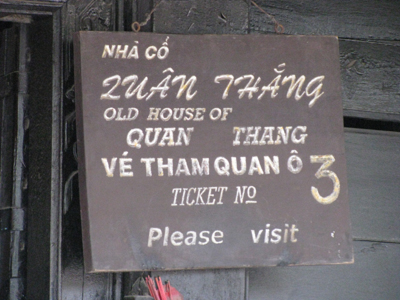 NHÀ CỔ
QUÂN THẮNG
OLD HOUSE OF
QUAN THANG
VÉ THAM QUAN Ô 3
TICKET No
Please visit